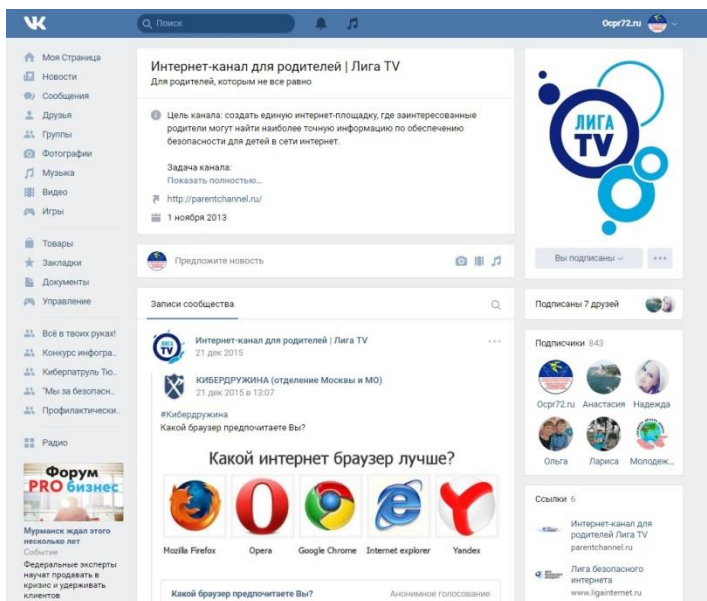 Поиск
Ocpr72.ru
Моя Страница
Новости
Сообщения
Друзья
Группы
Фотографии
Музыка
Видео
Игры
Товары
Закладки
Документы
Управление
Всё в твоих руках!
Конкурс инфогра..
Киберпатруль Тю..
"Мы за безопасн..
Профилактически..
Радио
Форум
PRO бизнес
Мурманск ждал этого
несколько лет
Событие
Федеральные эксперты
научат продавать в
кризис и удерживать
клиентов
Интернет-канал для родителей | Лига TV
Для родителей, которым не все равно
Цель канала: создать единую интернет-площадку, где заинтересованные
родители могут найти наиболее точную информацию по обеспечению
безопасности для детей в сети интернет.
Задача канала:
Показать полностью...
http://parentchannel.ru/
1 ноября 2013
Предложите новость
Записи сообщества
ЛИГА
TV
Интернет-канал для родителей | Лига TV
21 дек 2015
КИБЕРДРУЖИНА (отделение Москвы и МО)
21 дек 2015 в 13:07
#Кибердружина
Какой браузер предпочитаете Вы?
Какой интернет браузер лучше?
Mozilla Firefox
Opera
Google Chrome
Internet explorer
Yandex
Какой браузер предпочитаете Вы?
Анонимное голосование
ЛИГА
TV
Вы подписаны
Подписаны 7 друзей
Подписчики 843
Ocpr72.ru
Анастасия
Надежда
Ольга
Лариса
Молодеж...
Ссылки 6
Интернет-канал для
родителей Лига TV
parentchannel.ru
Лига безопасного
интернета
www.ligainternet.ru